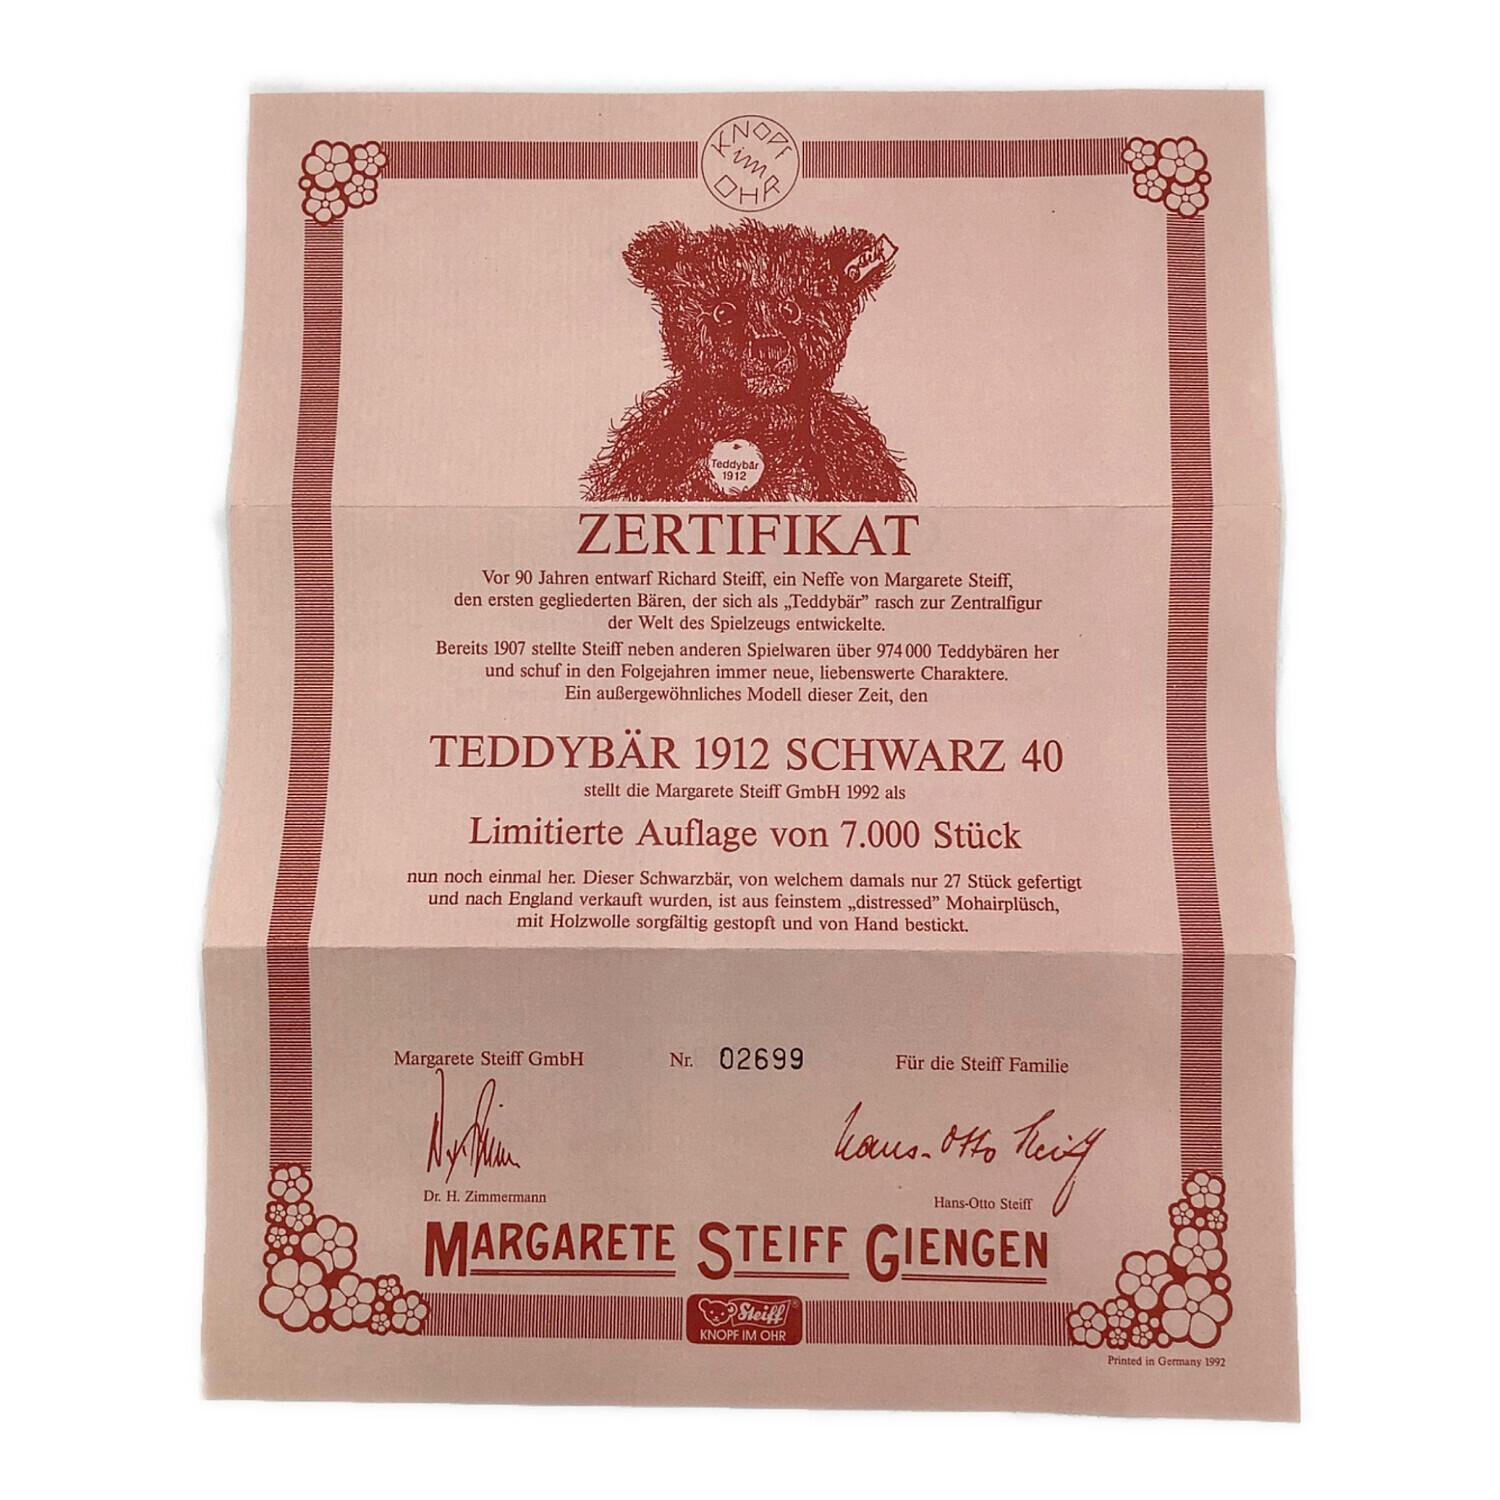 KNOPF
im
OHR
Steiff
Teddybär
1912
ZERTIFIKAT
Vor 90 Jahren entwarf Richard Steiff, ein Neffe von Margarete Steiff,
den ersten gegliederten Bären, der sich als „Teddybär” rasch zur Zentralfigur
der Welt des Spielzeugs entwickelte.
Bereits 1907 stellte Steiff neben anderen Spielwaren über 974 000 Teddybären her
und schuf in den Folgejahren immer neue, liebenswerte Charaktere.
Ein außergewöhnliches Modell dieser Zeit, den
TEDDYBÄR 1912 SCHWARZ 40
stellt die Margarete Steiff GmbH 1992 als
Limitierte Auflage von 7.000 Stück
nun noch einmal her. Dieser Schwarzbär, von welchem damals nur 27 Stück gefertigt
und nach England verkauft wurden, ist aus feinstem „distressed” Mohairplüsch,
mit Holzwolle sorgfältig gestopft und von Hand bestickt.
Margarete Steiff GmbH Nr. 02699 Für die Steiff Familie
Hans-Otto Steiff
Dr. H. Zimmermann Hans-Otto Steiff
MARGARETE STEIFF GIENGEN
Steiff®
KNOPF IM OHR
Printed in Germany 1992